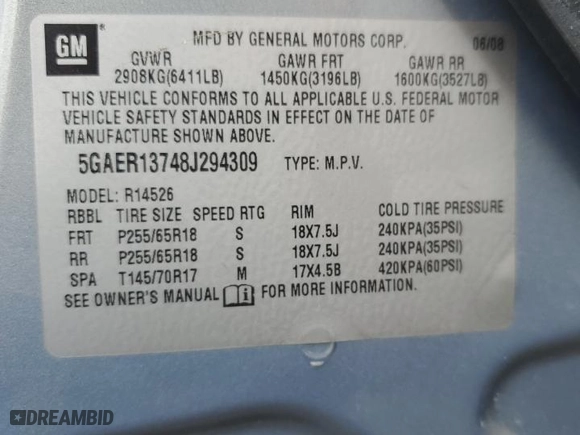 GM
MFD BY GENERAL MOTORS CORP. 06/08
GVWR GAWR FRT GAWR RR
2908KG(6411LB) 1450KG(3196LB) 1600KG(3527LB)
THIS VEHICLE CONFORMS TO ALL APPLICABLE U.S. FEDERAL MOTOR
VEHICLE SAFETY STANDARDS IN EFFECT ON THE DATE OF
MANUFACTURE SHOWN ABOVE.
5GAER13748J294309 TYPE: M.P.V.
MODEL: R14526
RBBL TIRE SIZE SPEED RTG RIM COLD TIRE PRESSURE
FRT P255/65R18 S 18X7.5J 240KPA(35PSI)
RR P255/65R18 S 18X7.5J 240KPA(35PSI)
SPA T145/70R17 M 17X4.5B 420KPA(60PSI)
SEE OWNER'S MANUAL FOR MORE INFORMATION.
DREAMBID